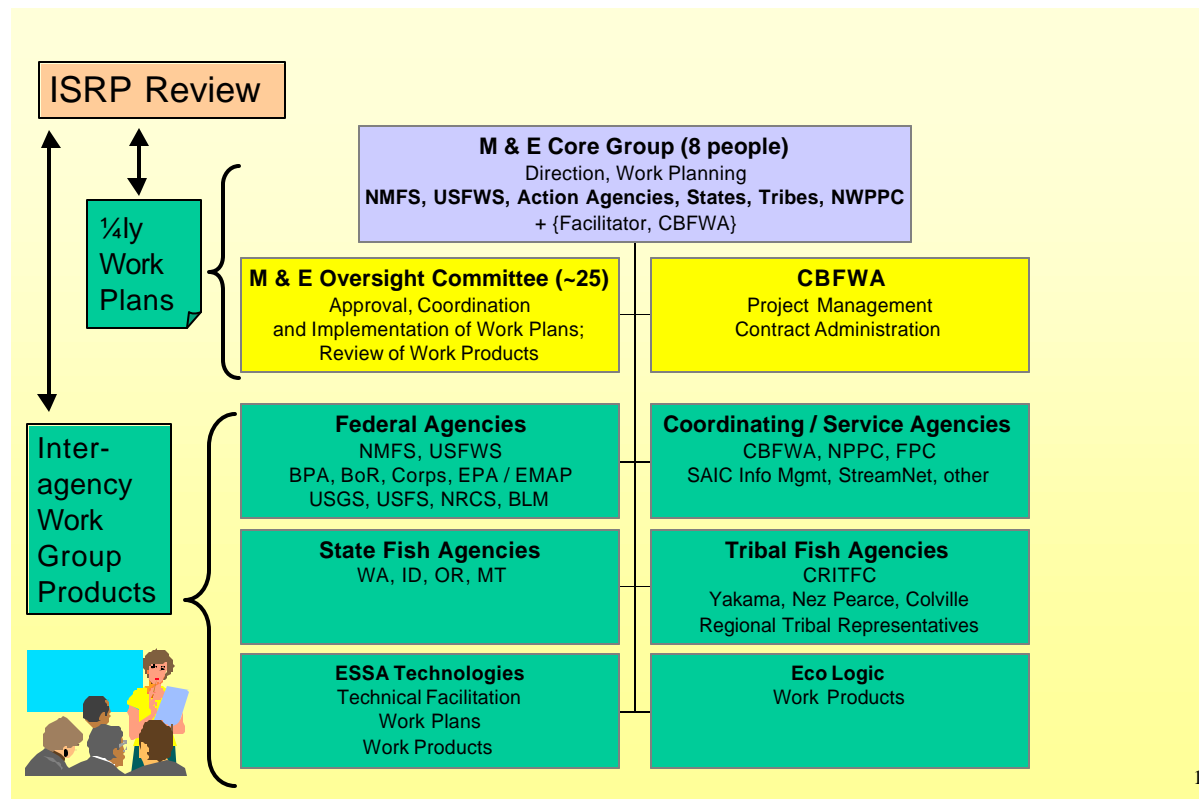 ISRP Review
M & E Core Group (8 people)
Direction, Work Planning
NMFS, USFWS, Action Agencies, States, Tribes, NWPPC
+ {Facilitator, CBFWA}
¼ly
Work
Plans
M & E Oversight Committee (~25)
Approval, Coordination
and Implementation of Work Plans;
Review of Work Products
CBFWA
Project Management
Contract Administration
Inter-
agency
Work
Group
Products
Federal Agencies
NMFS, USFWS
BPA, BoR, Corps, EPA / EMAP
USGS, USFS, NRCS, BLM
Coordinating / Service Agencies
CBFWA, NPPC, FPC
SAIC Info Mgmt, StreamNet, other
State Fish Agencies
WA, ID, OR, MT
Tribal Fish Agencies
CRITFC
Yakama, Nez Pearce, Colville
Regional Tribal Representatives
ESSA Technologies
Technical Facilitation
Work Plans
Work Products
Eco Logic
Work Products
1